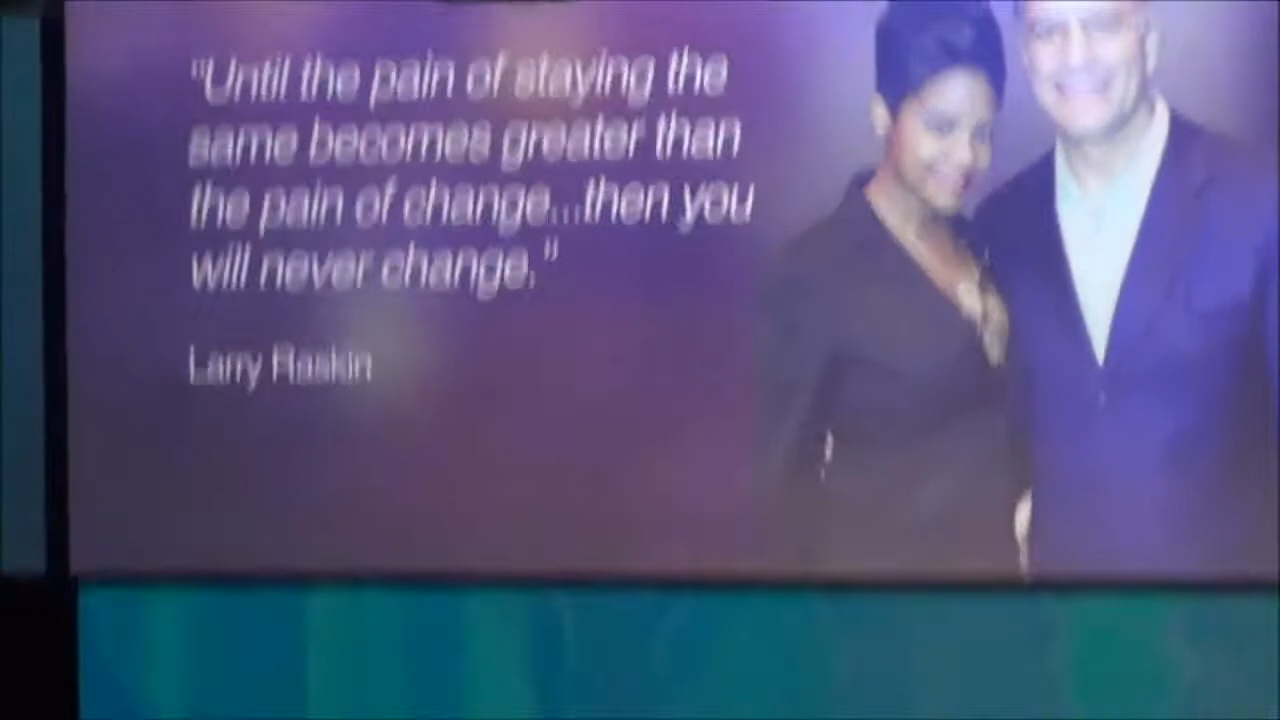 "Until the pain of staying the
same becomes greater than
the pain of change...then you
will never change."
Larry Raskin